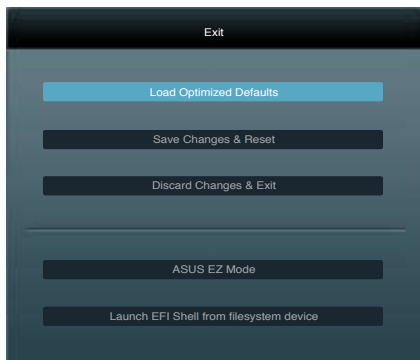 Exit
Load Optimized Defaults
Save Changes & Reset
Discard Changes & Exit
ASUS EZ Mode
Launch EFI Shell from filesystem device